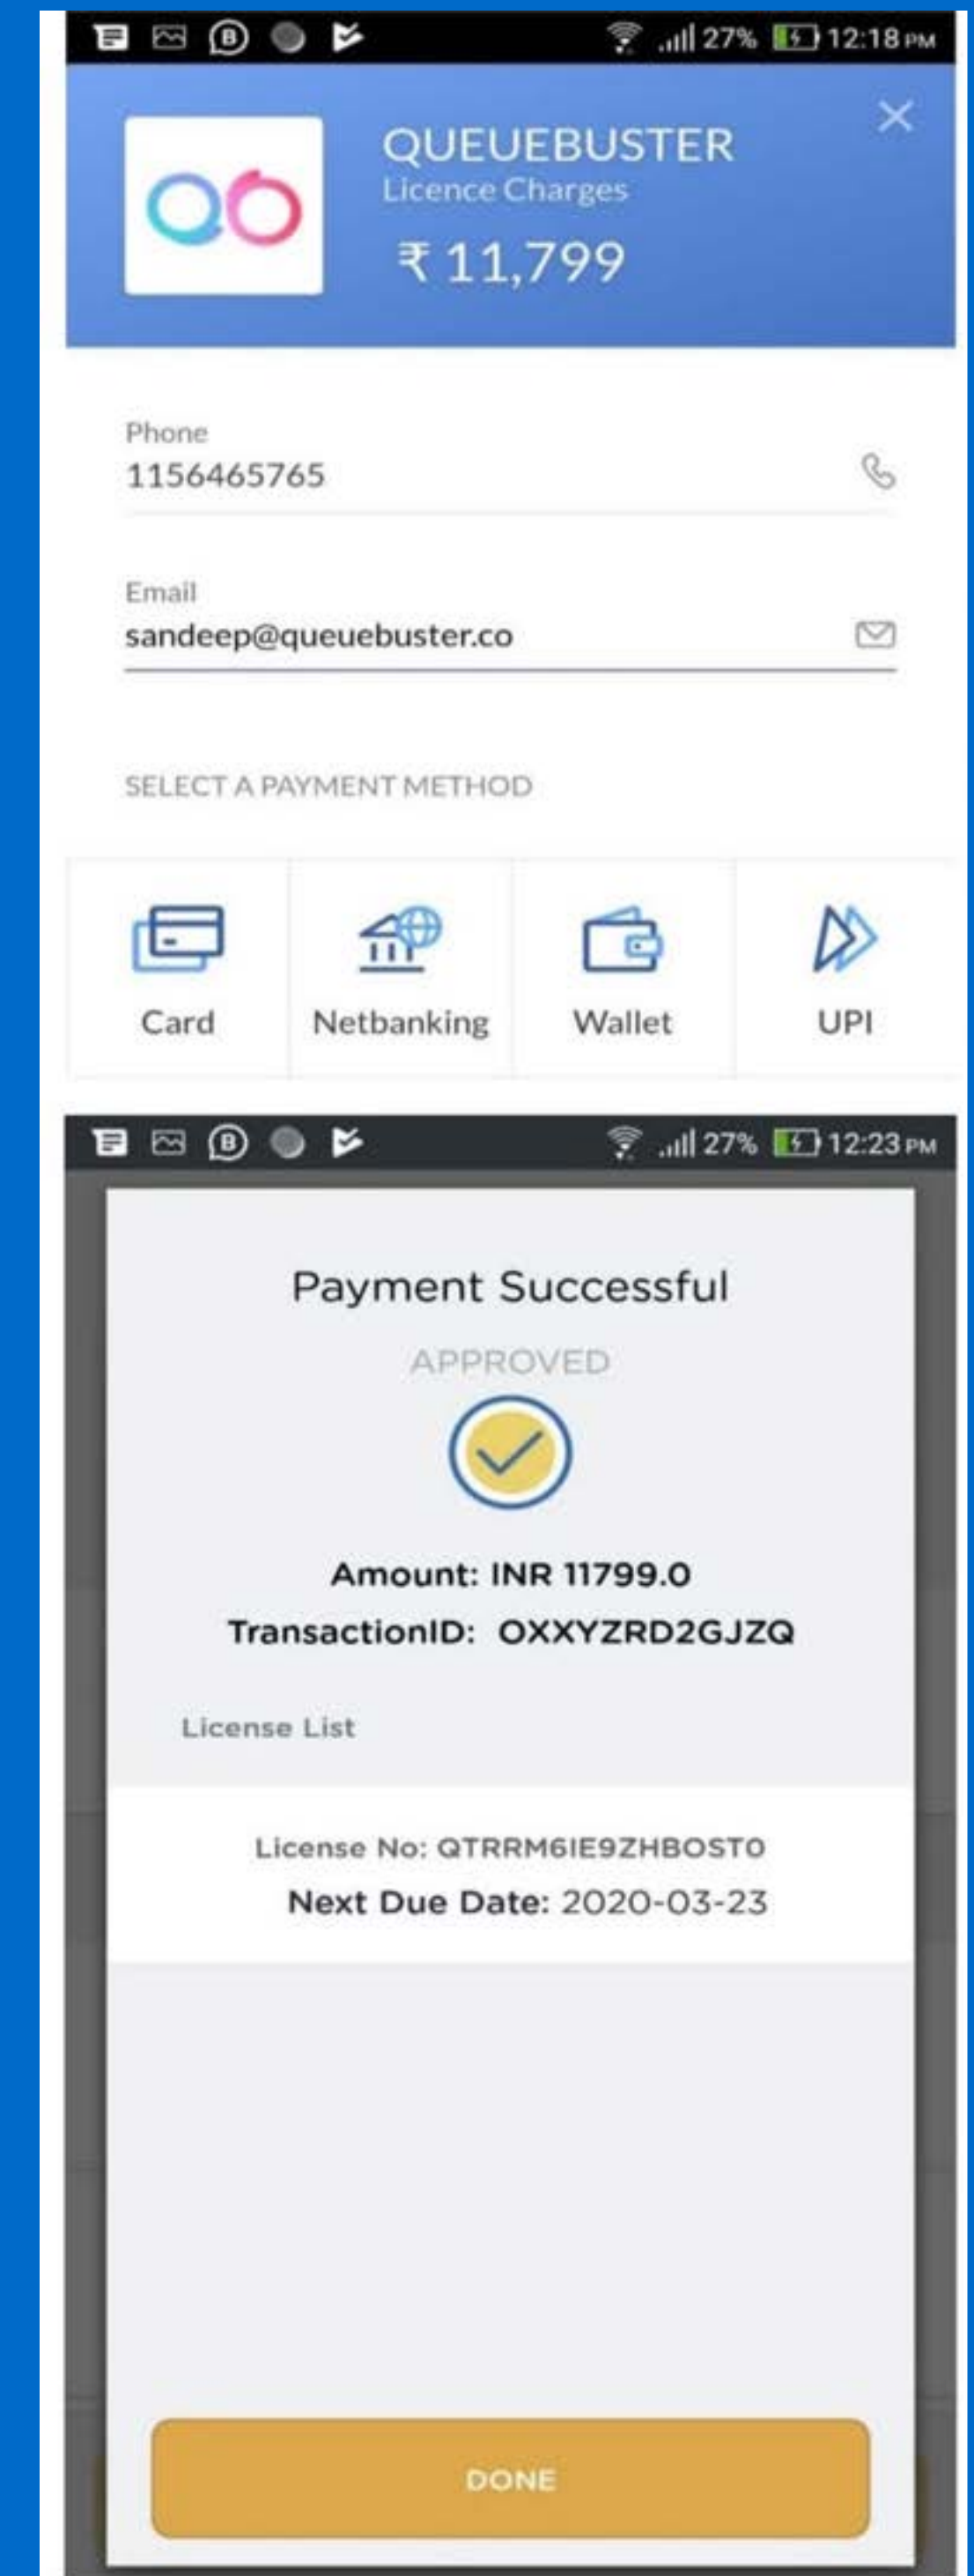 27% 12:18 PM
QUEUEBUSTER
Licence Charges
₹ 11,799
Phone
1156465765
Email
sandeep@queuebuster.co
SELECT A PAYMENT METHOD
Card Netbanking Wallet UPI
27% 12:23 PM
Payment Successful
APPROVED
Amount: INR 11799.0
TransactionID: OXXYZRD2GJZQ
License List
License No: QTRRM6IE9ZHBOST0
Next Due Date: 2020-03-23
DONE